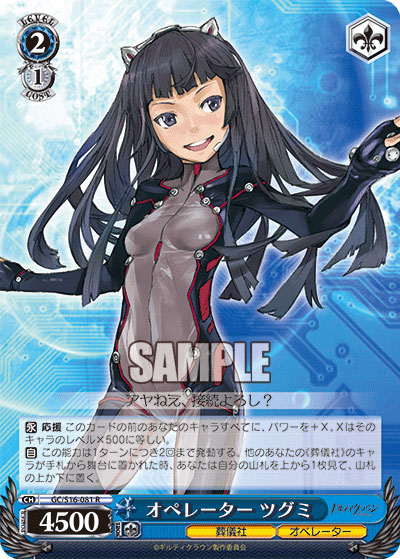 LEVEL
2
1
COST
SAMPLE
アヤねえ、接続よろし?
永 応援 このカードの前のあなたのキャラすべてに、パワーを+X。Xはそのキャラのレベル×500に等しい。
自 この能力は1ターンにつき2回まで発動する。他のあなたの《葬儀社》のキャラが手札から舞台に置かれた時、あなたは自分の山札を上から1枚見て、山札の上か下に置く。
CH GC/S16-081 R
4500
オペレーター ツグミ
葬儀社 オペレーター
©ギルティクラウン製作委員会